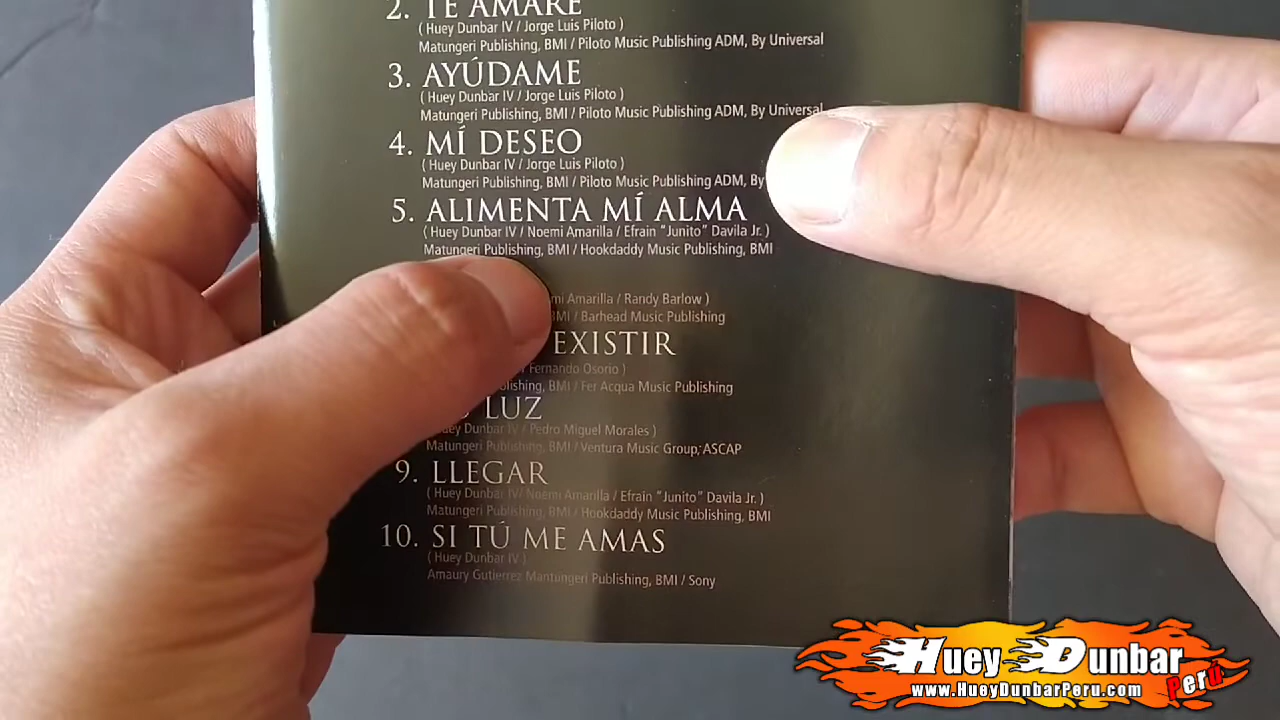 2. TE AMARÉ
( Huey Dunbar IV / Jorge Luis Piloto )
Matungeri Publishing, BMI / Piloto Music Publishing ADM, By Universal
3. AYÚDAME
( Huey Dunbar IV / Jorge Luis Piloto )
Matungeri Publishing, BMI / Piloto Music Publishing ADM, By Universal
4. MÍ DESEO
( Huey Dunbar IV / Jorge Luis Piloto )
Matungeri Publishing, BMI / Piloto Music Publishing ADM, By
5. ALIMENTA MÍ ALMA
( Huey Dunbar IV / Noemi Amarilla / Efrain "Junito" Davila Jr. )
Matungeri Publishing, BMI / Hookdaddy Music Publishing, BMI
Amarilla / Randy Barlow )
BMI / Barhead Music Publishing
EXISTIR
Fernando Osorio )
BMI / Fer Acqua Music Publishing
LUZ
Huey Dunbar IV / Pedro Miguel Morales )
Matungeri Publishing, BMI / Ventura Music Group, ASCAP
9. LLEGAR
( Huey Dunbar IV / Noemi Amarilla / Efrain "Junito" Davila Jr. )
Matungeri Publishing, BMI / Hookdaddy Music Publishing, BMI
10. SI TÚ ME AMAS
( Huey Dunbar IV )
Amaury Gutierrez Mantungeri Publishing, BMI / Sony
Huey Dunbar
Perú
www.HueyDunbarPeru.com